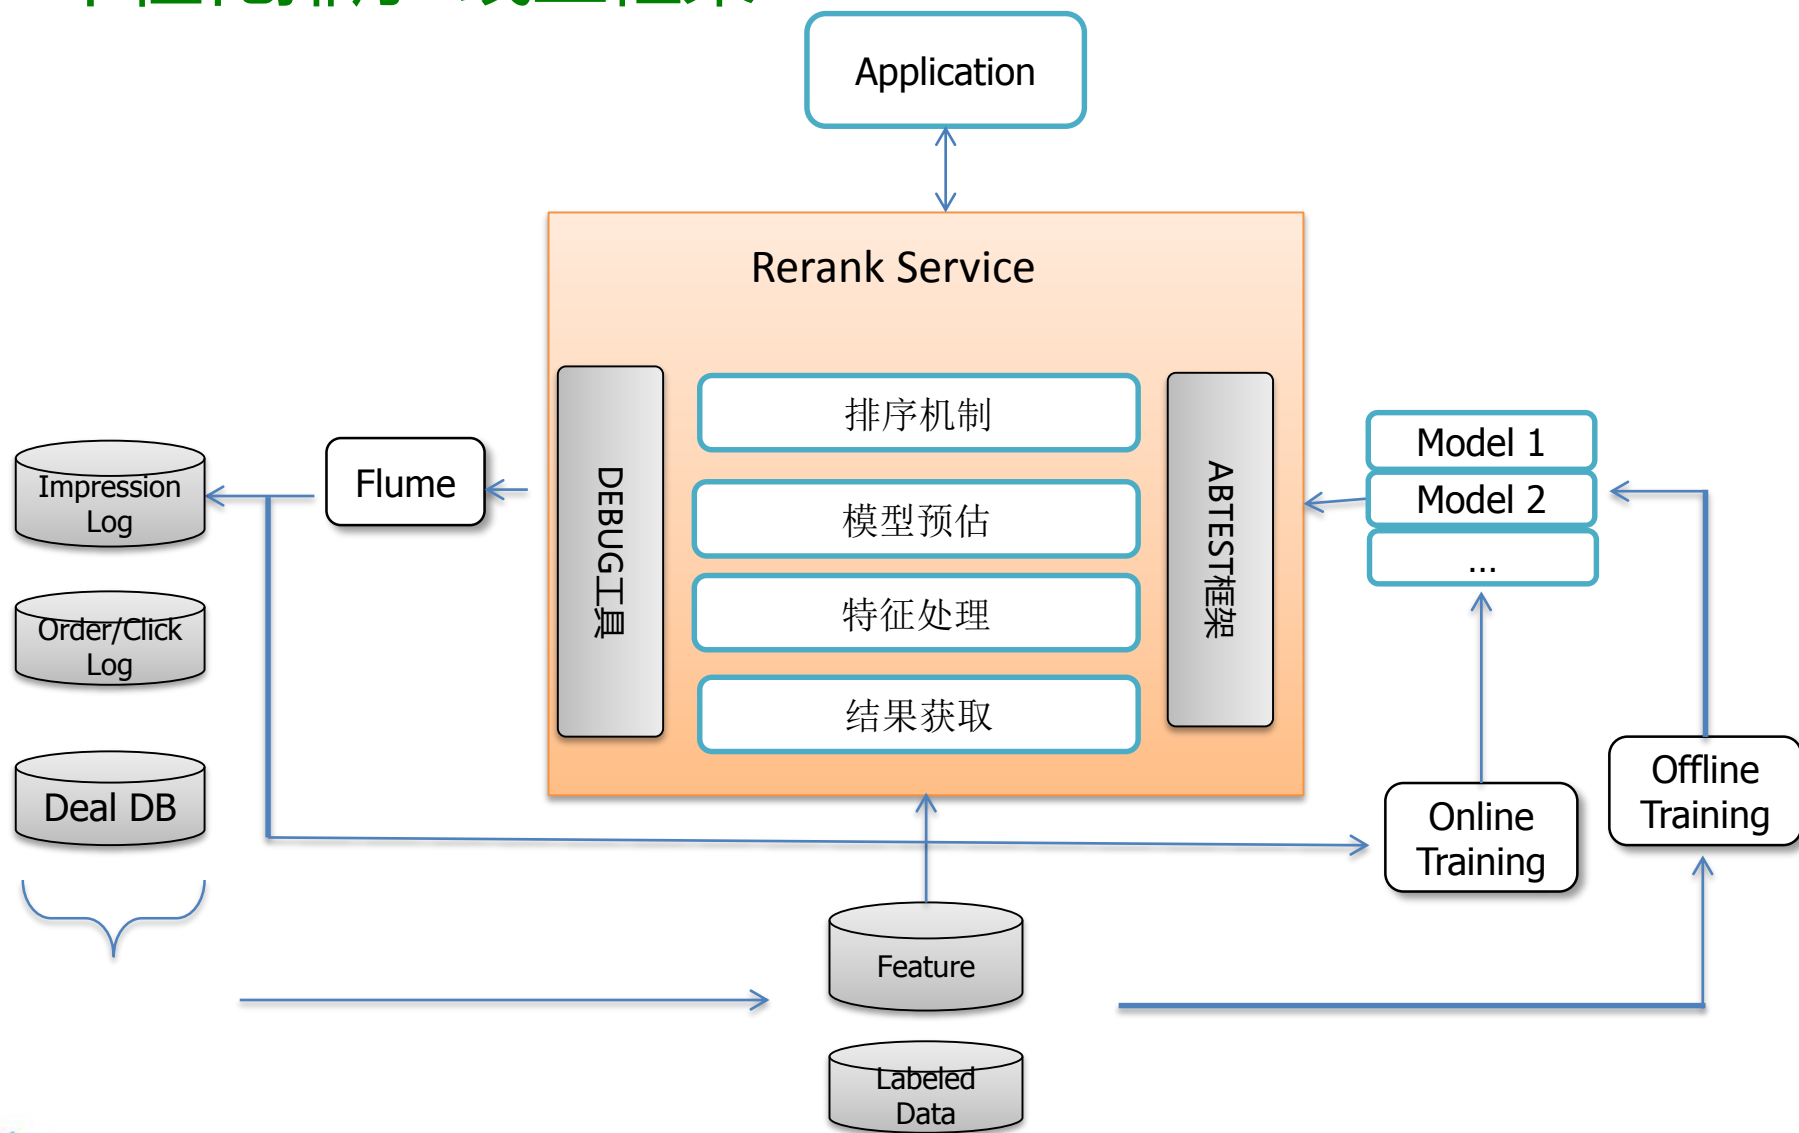 Application
Rerank Service
排序机制
模型预估
特征处理
结果获取
DEBUG工具
ABTEST框架
Flume
Impression
Log
Order/Click
Log
Deal DB
Model 1
Model 2
...
Online
Training
Offline
Training
Feature
Labeled
Data